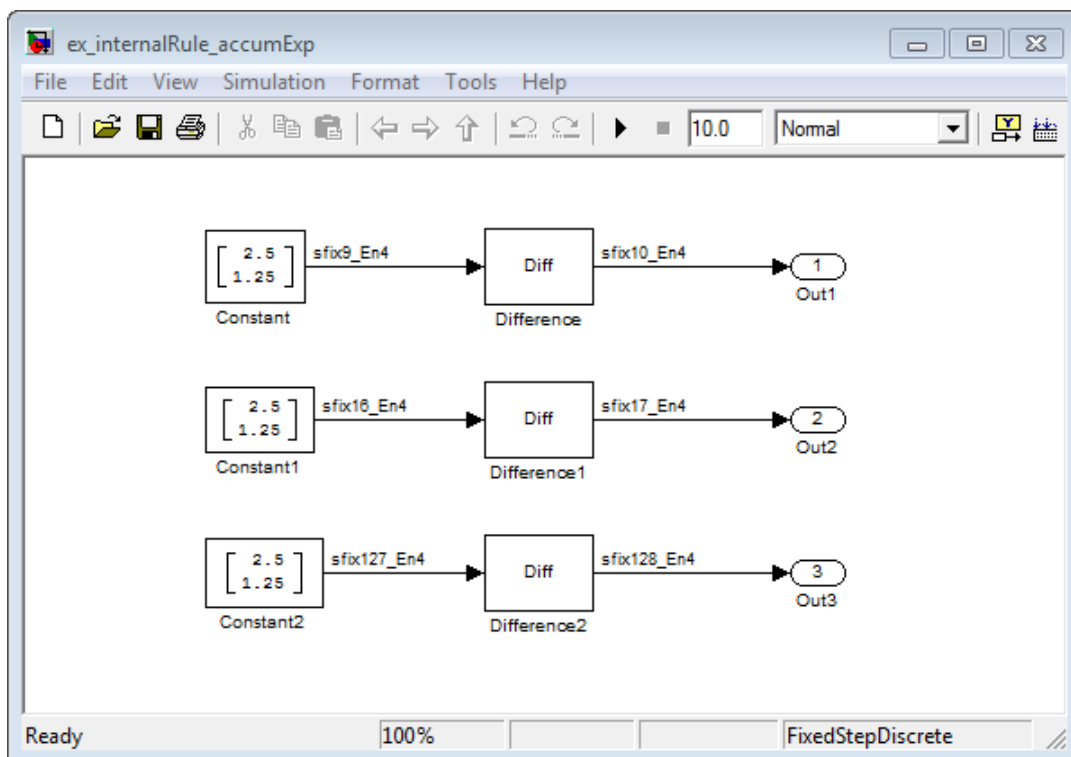 ex_internalRule_accumExp
File Edit View Simulation Format Tools Help
10.0 Normal
2.5
1.25
sfix9_En4
Diff
sfix10_En4
1
Constant
Difference
Out1
2.5
1.25
sfix16_En4
Diff
sfix17_En4
2
Constant1
Difference1
Out2
2.5
1.25
sfix127_En4
Diff
sfix128_En4
3
Constant2
Difference2
Out3
Ready 100% FixedStepDiscrete